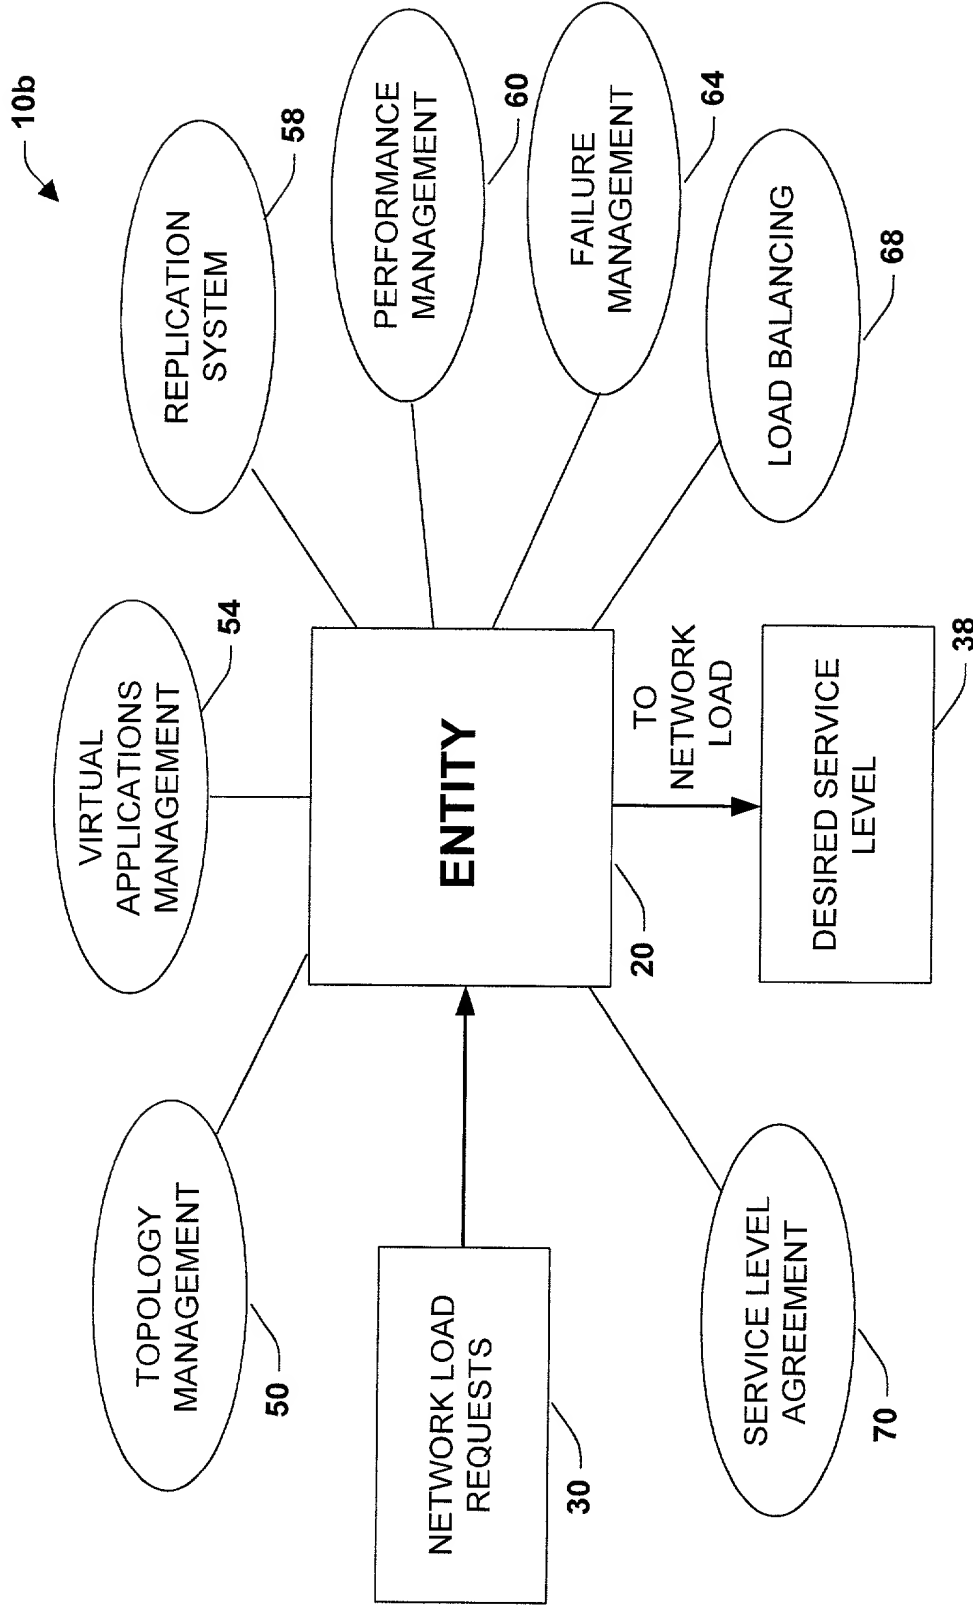 10b
TOPOLOGY
MANAGEMENT
50
VIRTUAL
APPLICATIONS
MANAGEMENT
54
REPLICATION
SYSTEM
58
PERFORMANCE
MANAGEMENT
60
NETWORK LOAD
REQUESTS
30
ENTITY
20
FAILURE
MANAGEMENT
64
SERVICE LEVEL
AGREEMENT
70
TO
NETWORK
LOAD
DESIRED SERVICE
LEVEL
38
LOAD BALANCING
68